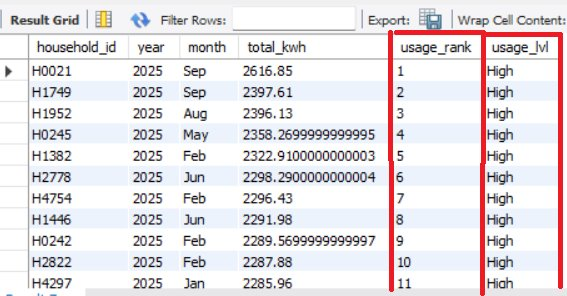 Result Grid Filter Rows: Export: Wrap Cell Content:
household_id year month total_kwh usage_rank usage_lvl
H0021 2025 Sep 2616.85 1 High
H1749 2025 Sep 2397.61 2 High
H1952 2025 Aug 2396.13 3 High
H0245 2025 May 2358.2699999999995 4 High
H1382 2025 Feb 2322.9100000000003 5 High
H2778 2025 Jun 2298.2900000000004 6 High
H4754 2025 Feb 2296.43 7 High
H1446 2025 Jun 2291.98 8 High
H0242 2025 Feb 2289.5699999999997 9 High
H2822 2025 Feb 2287.88 10 High
H4297 2025 Jan 2285.96 11 High